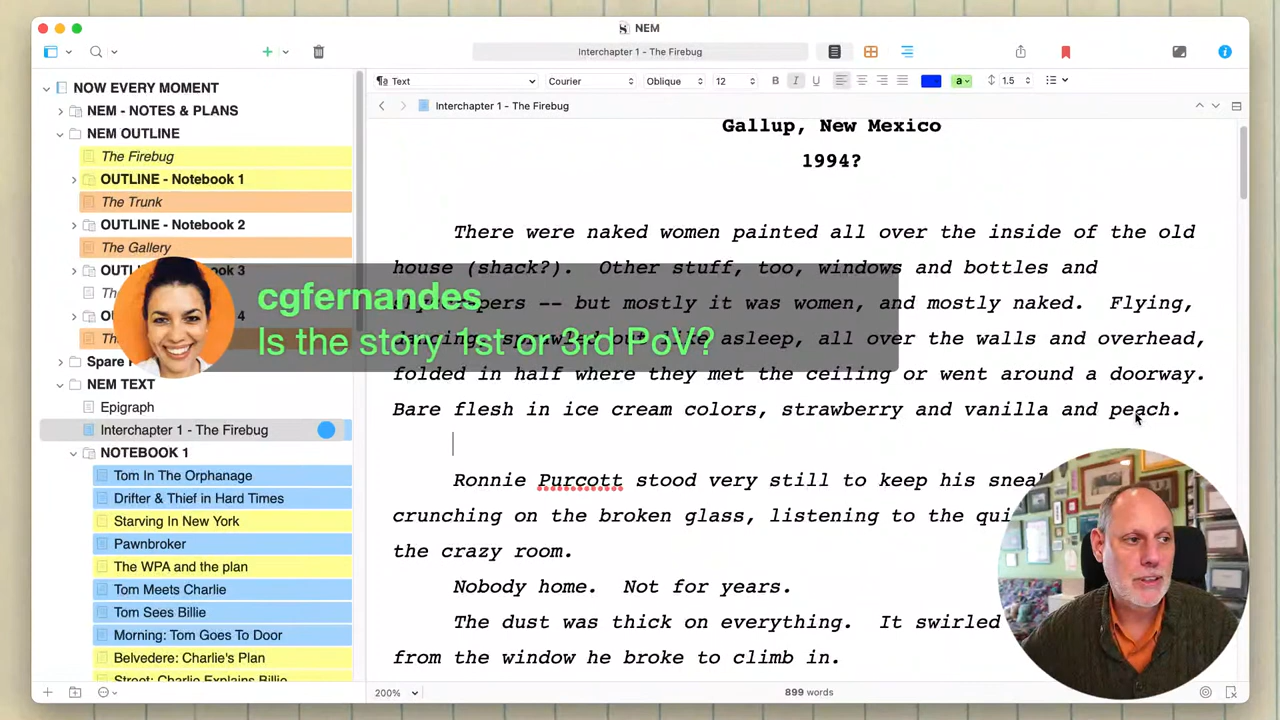 NEM
Interchapter 1 - The Firebug
Text
Courier
Oblique
12
B
I
U
a
1.5
Interchapter 1 - The Firebug
NOW EVERY MOMENT
NEM - NOTES & PLANS
NEM OUTLINE
The Firebug
OUTLINE - Notebook 1
The Trunk
OUTLINE - Notebook 2
The Gallery
3
4
Spare
NEM TEXT
Epigraph
Interchapter 1 - The Firebug
NOTEBOOK 1
Tom In The Orphanage
Drifter & Thief in Hard Times
Starving In New York
Pawnbroker
The WPA and the plan
Tom Meets Charlie
Tom Sees Billie
Morning: Tom Goes To Door
Belvedere: Charlie's Plan
Street: Charlie Explains Billie
Gallup, New Mexico
1994?
There were naked women painted all over the inside of the old
house (shack?). Other stuff, too, windows and bottles and
-- but mostly it was women, and mostly naked. Flying,
asleep, all over the walls and overhead,
folded in half where they met the ceiling or went around a doorway.
Bare flesh in ice cream colors, strawberry and vanilla and peach.
Ronnie Purcott stood very still to keep his
crunching on the broken glass, listening to the
the crazy room.
Nobody home. Not for years.
The dust was thick on everything. It swirled
from the window he broke to climb in.
cgfernandes
Is the story 1st or 3rd PoV?
200%
899 words